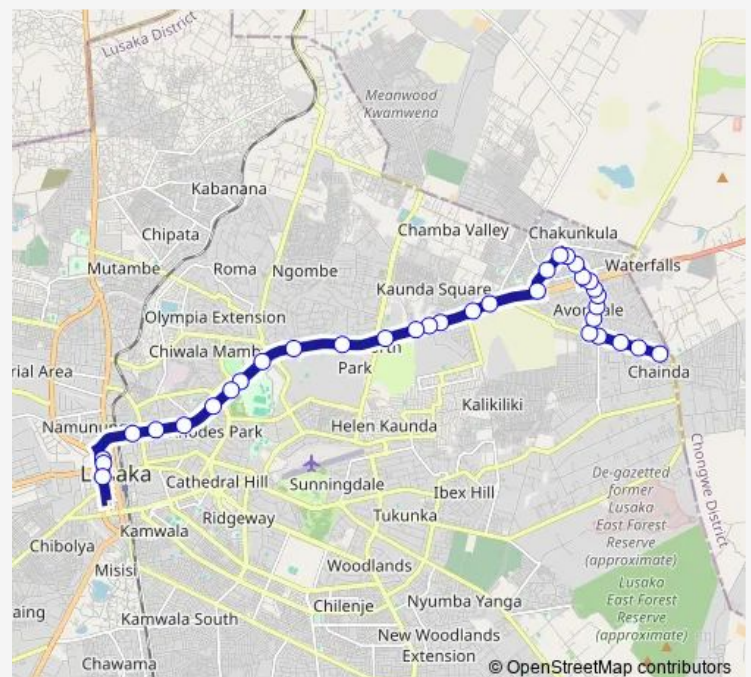 Lusaka District
Meanwood
Kwamwena
Kabanana
Chipata
Chamba Valley
Chakunkula
Mutambe
Roma
Ngombe
Waterfalls
Kaunda Square
Olympia Extension
Chiwala
Park
Chainda
rial Area
Kalikiliki
Rhodes Park
Helen Kaunda
Lusaka
Cathedral Hill
Sunningdale
Ibex Hill
De-gazetted
former
Lusaka
East Forest
Reserve
(approximate)
Chongwe District
Ridgeway
Tukunka
Kamwala
Chibolya
Woodlands
Misisi
Lusaka
East Forest
Reserve
(approximate)
Nyumba Yanga
Chilenje
aing
Kamwala South
New Woodlands
Extension
Chawama
© OpenStreetMap contributors